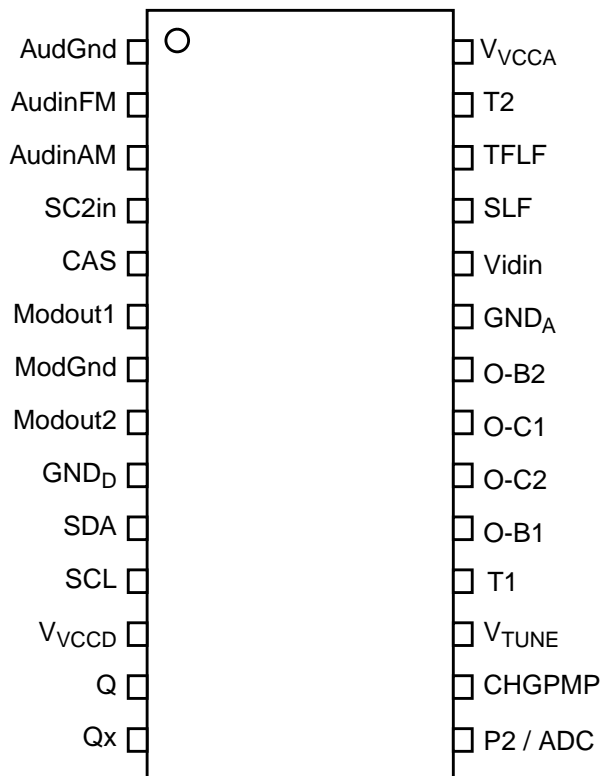 AudGnd
AudinFM
AudinAM
SC2in
CAS
Modout1
ModGnd
Modout2
GNDD
SDA
SCL
VVCCD
Q
Qx
VVCCA
T2
TFLF
SLF
Vidin
GNDA
O-B2
O-C1
O-C2
O-B1
T1
VTUNE
CHGPMP
P2 / ADC